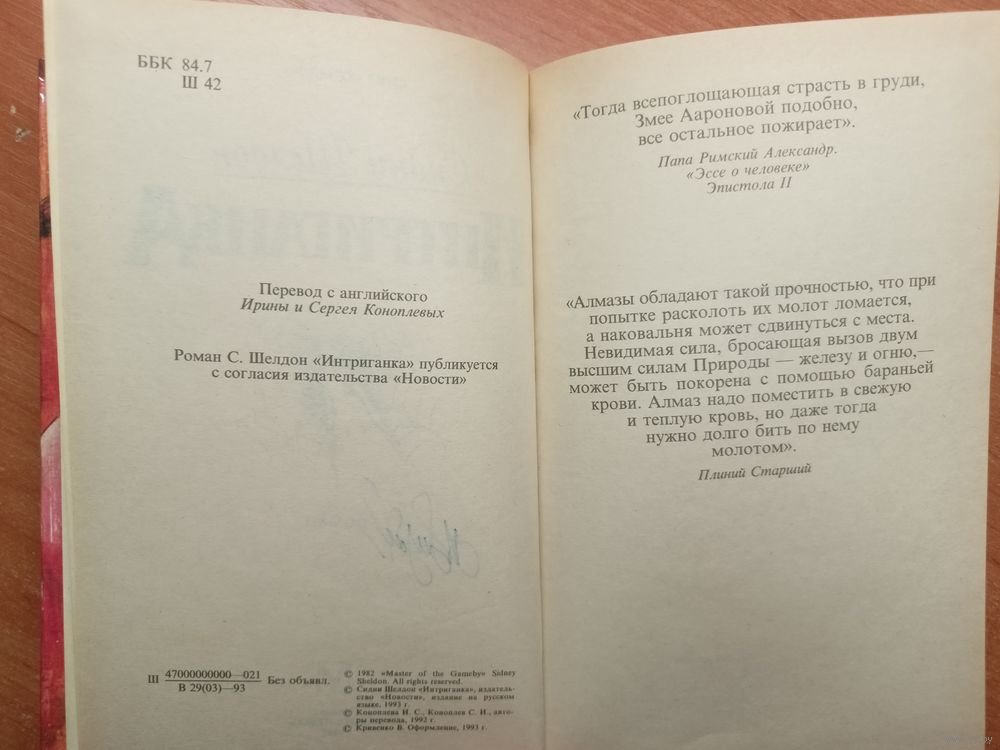 ББК 84.7
Ш 42
Перевод с английского
Ирины и Сергея Коноплевых
Роман С. Шелдон «Интриганка» публикуется
с согласия издательства «Новости»
Ш 47000000000—021 Без объявл.
В 29(03)—93
© 1982 «Master of the Gameby» Sidney
Sheldon. All rights reserved.
© Сидни Шелдон «Интриганка», издатель-
ство «Новости», издание на русском
языке, 1993 г.
© Коноплева И. С., Коноплев С. И., авто-
ры перевода, 1992 г.
© Кривенко В. Оформление, 1993 г.
«Тогда всепоглощающая страсть в груди,
Змее Аароновой подобно,
все остальное пожирает».
Папа Римский Александр.
«Эссе о человеке»
Эпистола II
«Алмазы обладают такой прочностью, что при
попытке расколоть их молот ломается,
а наковальня может сдвинуться с места.
Невидимая сила, бросающая вызов двум
высшим силам Природы — железу и огню,—
может быть покорена с помощью бараньей
крови. Алмаз надо поместить в свежую
и теплую кровь, но даже тогда
нужно долго бить по нему
молотом».
Плиний Старший